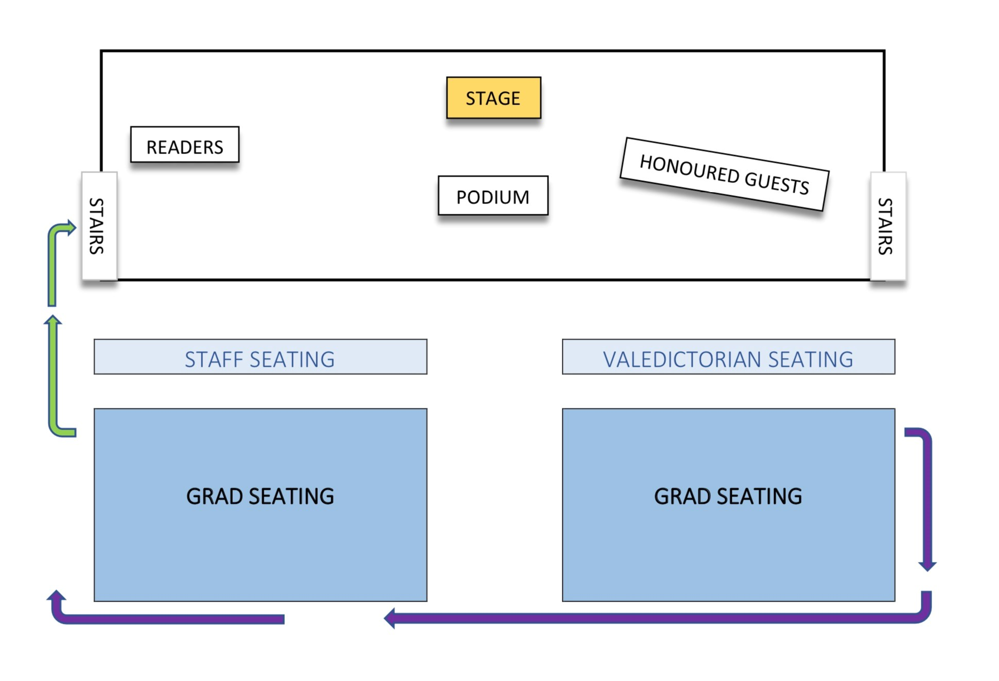 STAGE
READERS
HONOURED GUESTS
PODIUM
STAIRS
STAIRS
STAFF SEATING
VALEDICTORIAN SEATING
GRAD SEATING
GRAD SEATING